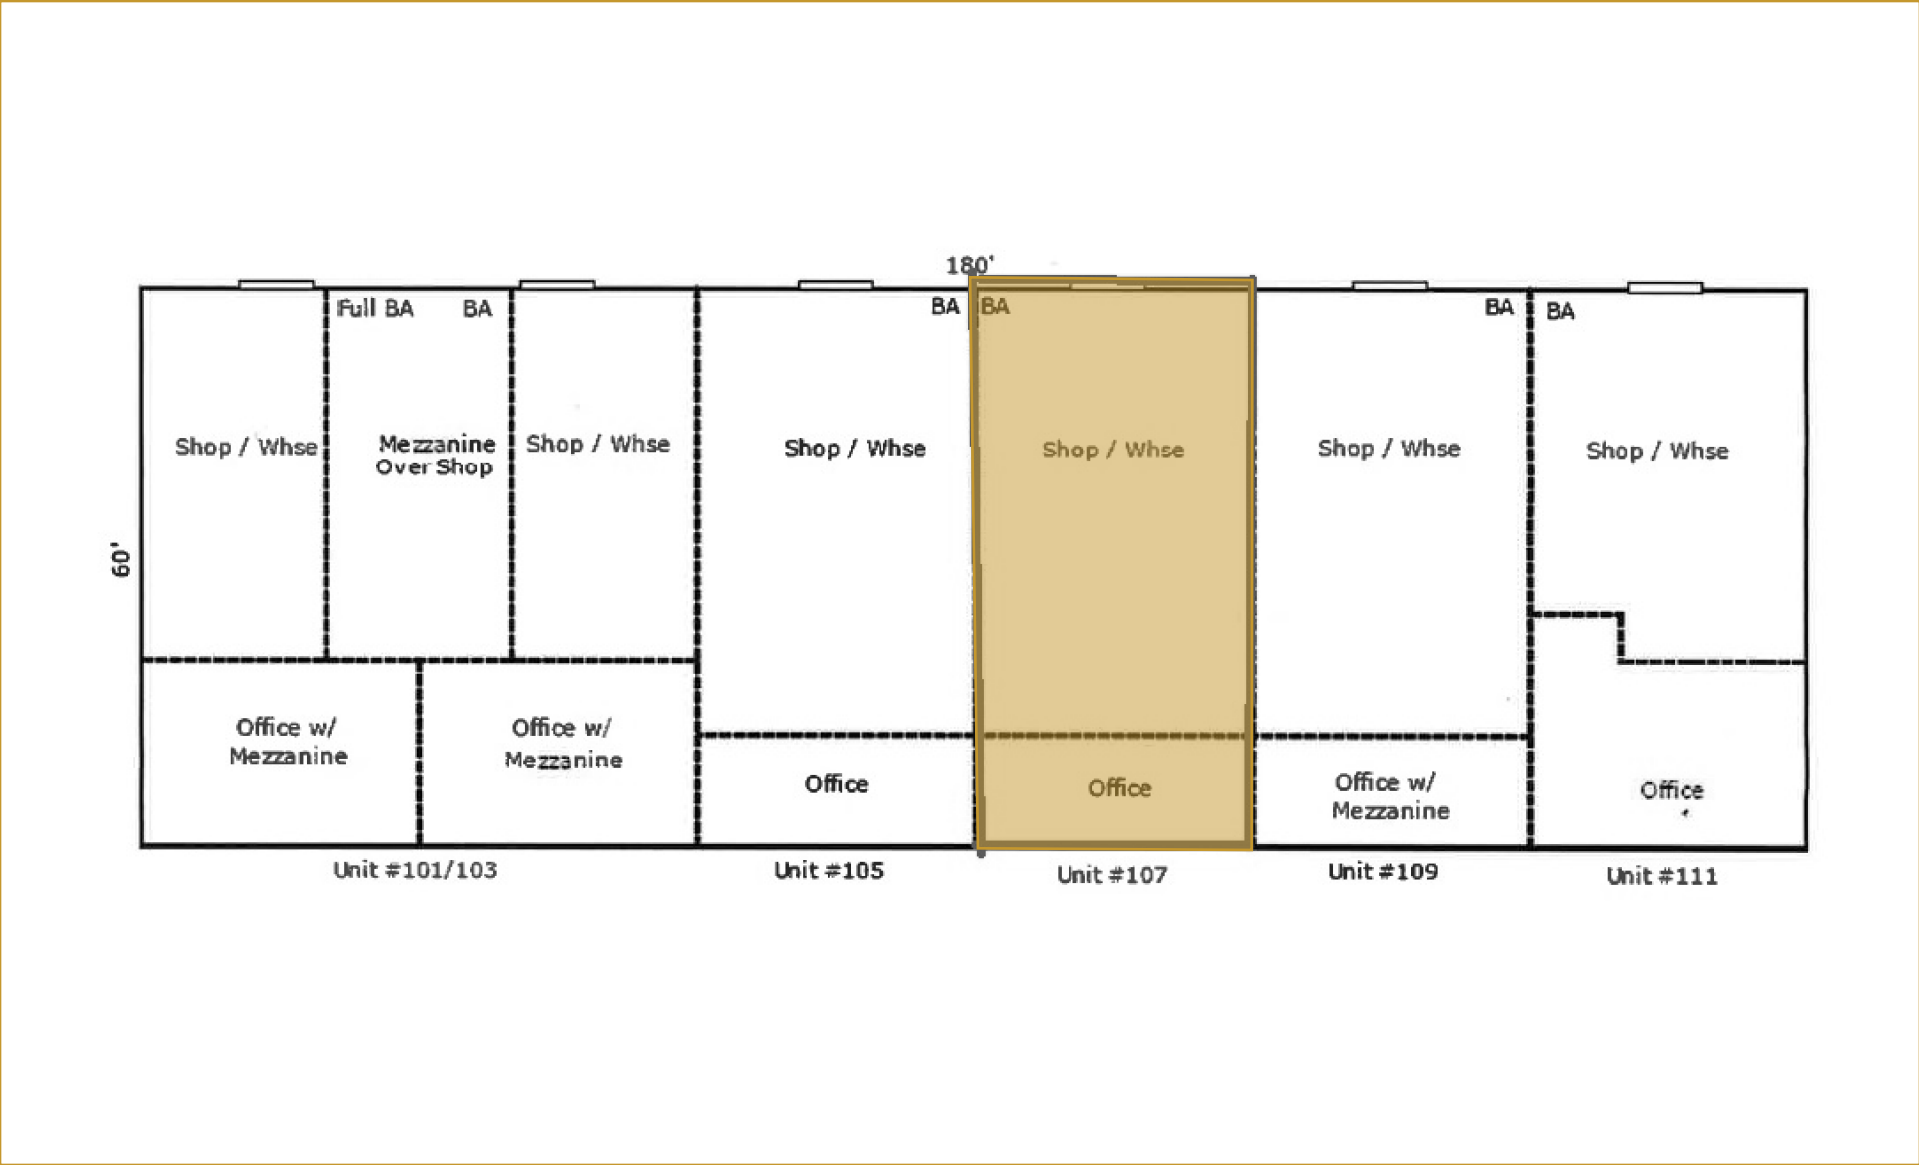 180'
Full BA
BA
BA
BA
BA
BA
Shop / Whse
Mezzanine
Over Shop
Shop / Whse
Shop / Whse
Shop / Whse
Shop / Whse
Shop / Whse
60'
Office w/
Mezzanine
Office w/
Mezzanine
Office
Office
Office w/
Mezzanine
Office
Unit #101/103
Unit #105
Unit #107
Unit #109
Unit #111